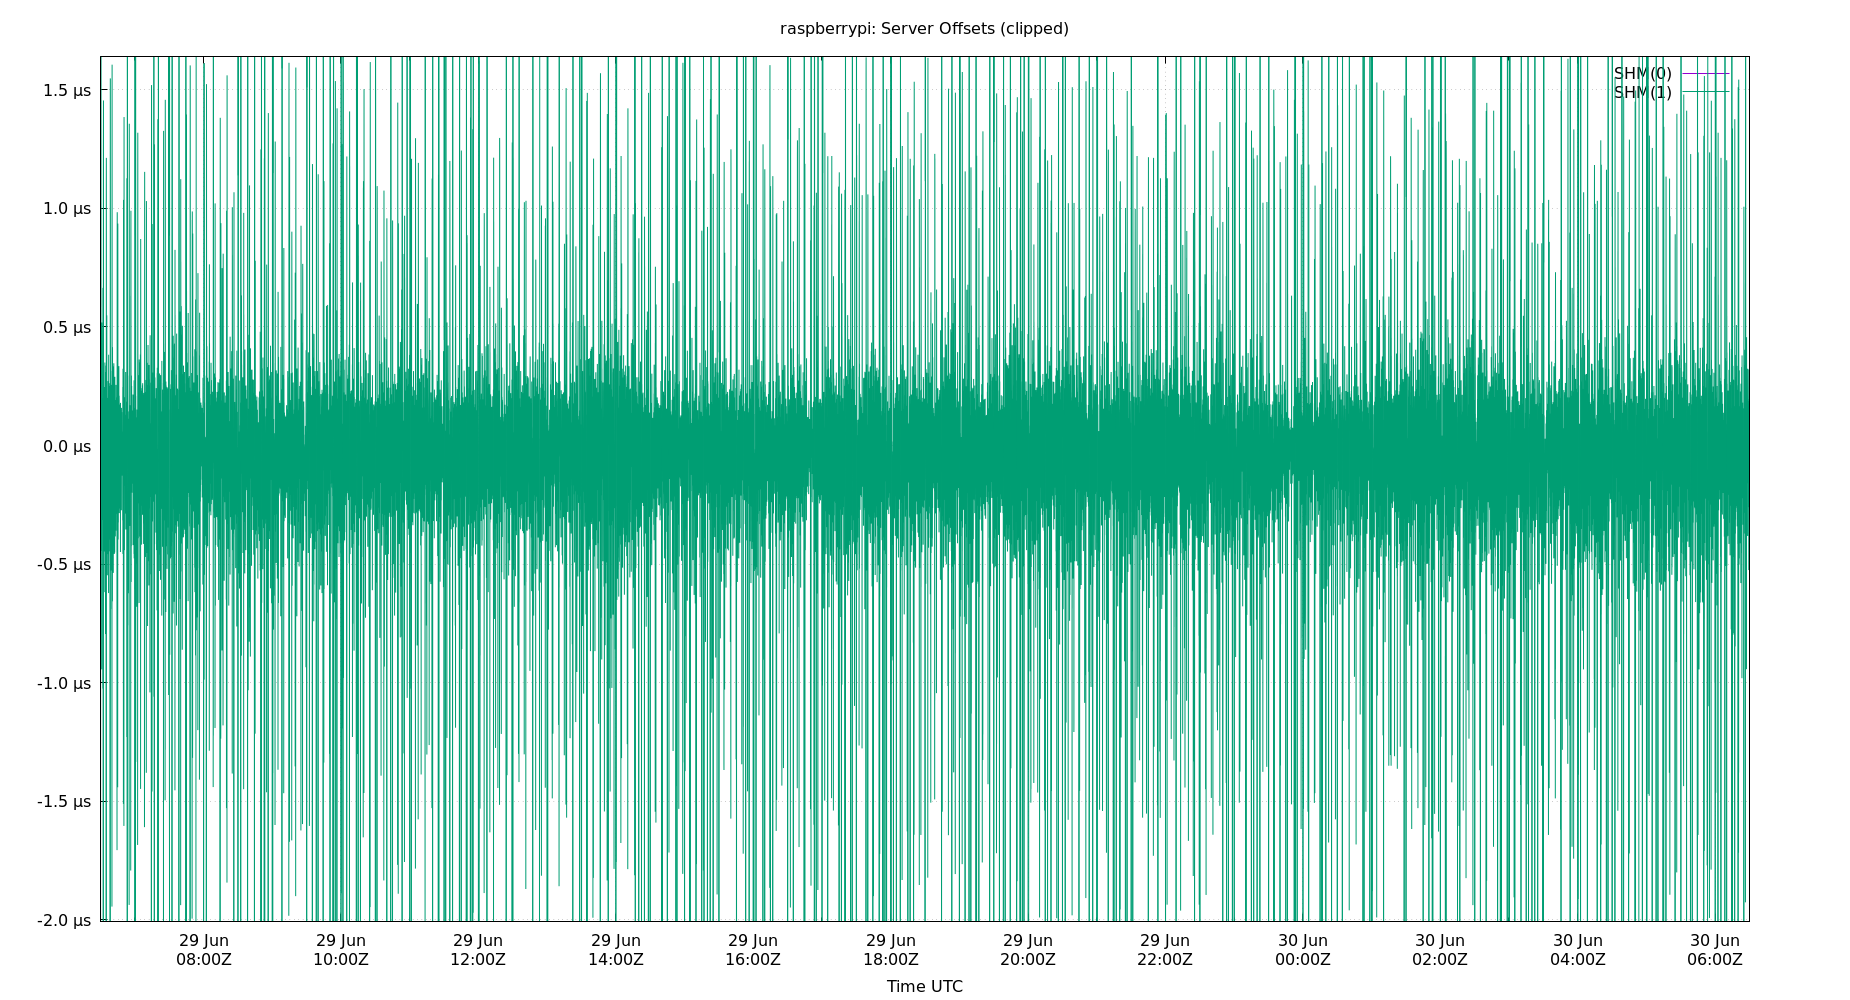 raspberrypi: Server Offsets (clipped)
SHM(0)
SHM(1)
1.5 µs
1.0 µs
0.5 µs
0.0 µs
-0.5 µs
-1.0 µs
-1.5 µs
-2.0 µs
29 Jun 29 Jun 29 Jun 29 Jun 29 Jun 29 Jun 29 Jun 29 Jun 30 Jun 30 Jun 30 Jun 30 Jun
08:00Z 10:00Z 12:00Z 14:00Z 16:00Z 18:00Z 20:00Z 22:00Z 00:00Z 02:00Z 04:00Z 06:00Z
Time UTC